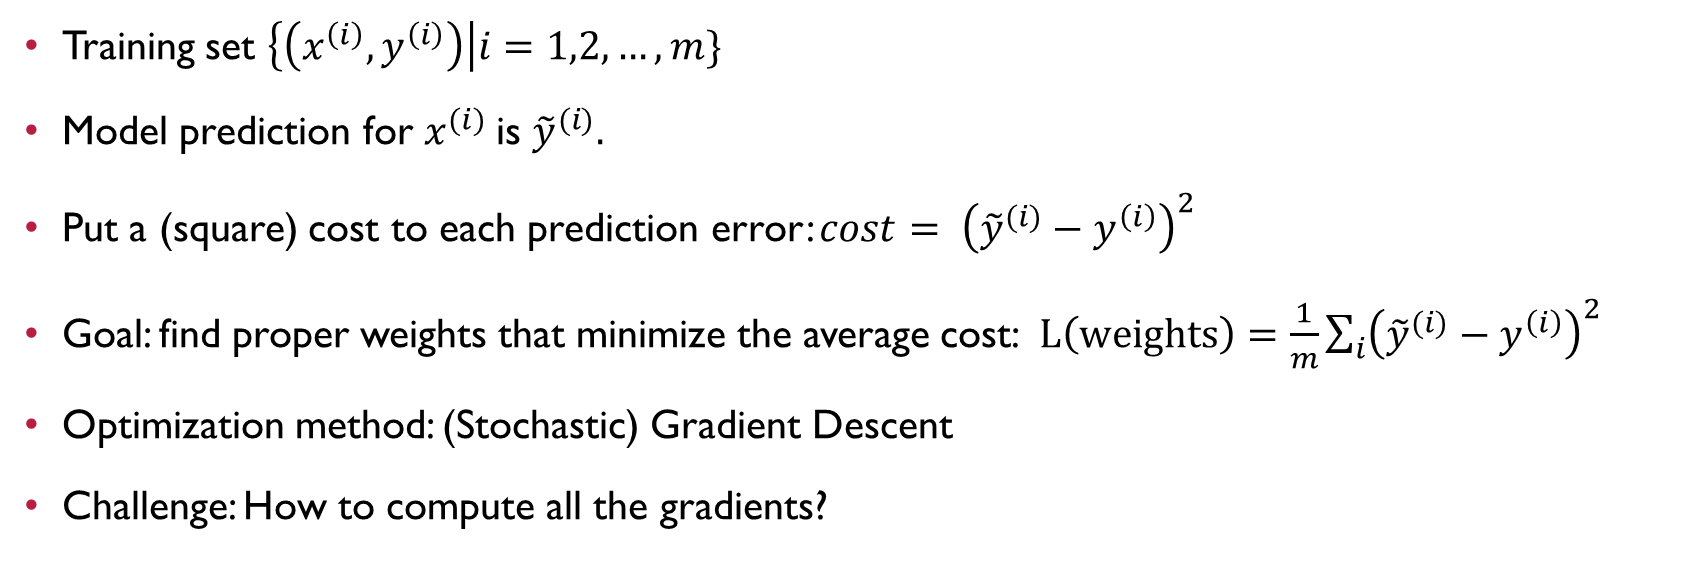 • Training set {(x⁽ⁱ⁾, y⁽ⁱ⁾)|i = 1,2, … , m}
• Model prediction for x⁽ⁱ⁾ is ỹ⁽ⁱ⁾.
• Put a (square) cost to each prediction error: cost = (ỹ⁽ⁱ⁾ − y⁽ⁱ⁾)²
• Goal: find proper weights that minimize the average cost: L(weights) = 1/m ∑ᵢ(ỹ⁽ⁱ⁾ − y⁽ⁱ⁾)²
• Optimization method: (Stochastic) Gradient Descent
• Challenge: How to compute all the gradients?